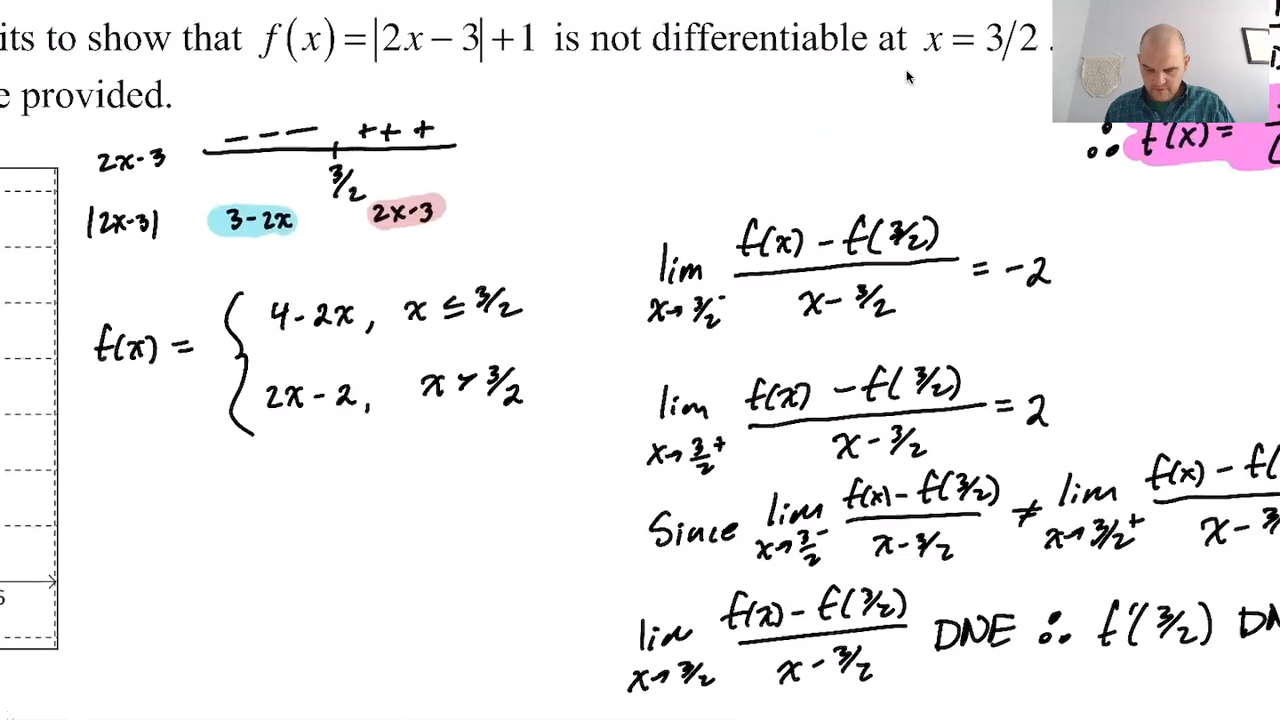 its to show that f(x) = |2x − 3| + 1 is not differentiable at x = 3/2.
e provided.
2x-3 − − − + + +
3/2
|2x-3| 3-2x 2x-3
f(x) = { 4-2x, x ≤ 3/2
2x-2, x > 3/2
6
∴ f'(x) =
lim x→3/2⁻ f(x) - f(3/2) / x - 3/2 = -2
lim x→3/2⁺ f(x) - f(3/2) / x - 3/2 = 2
Since lim x→3/2⁻ f(x) - f(3/2) / x - 3/2 ≠ lim x→3/2⁺ f(x) - f( / x - 3
lim x→3/2 f(x) - f(3/2) / x - 3/2 DNE ∴ f'(3/2) DN